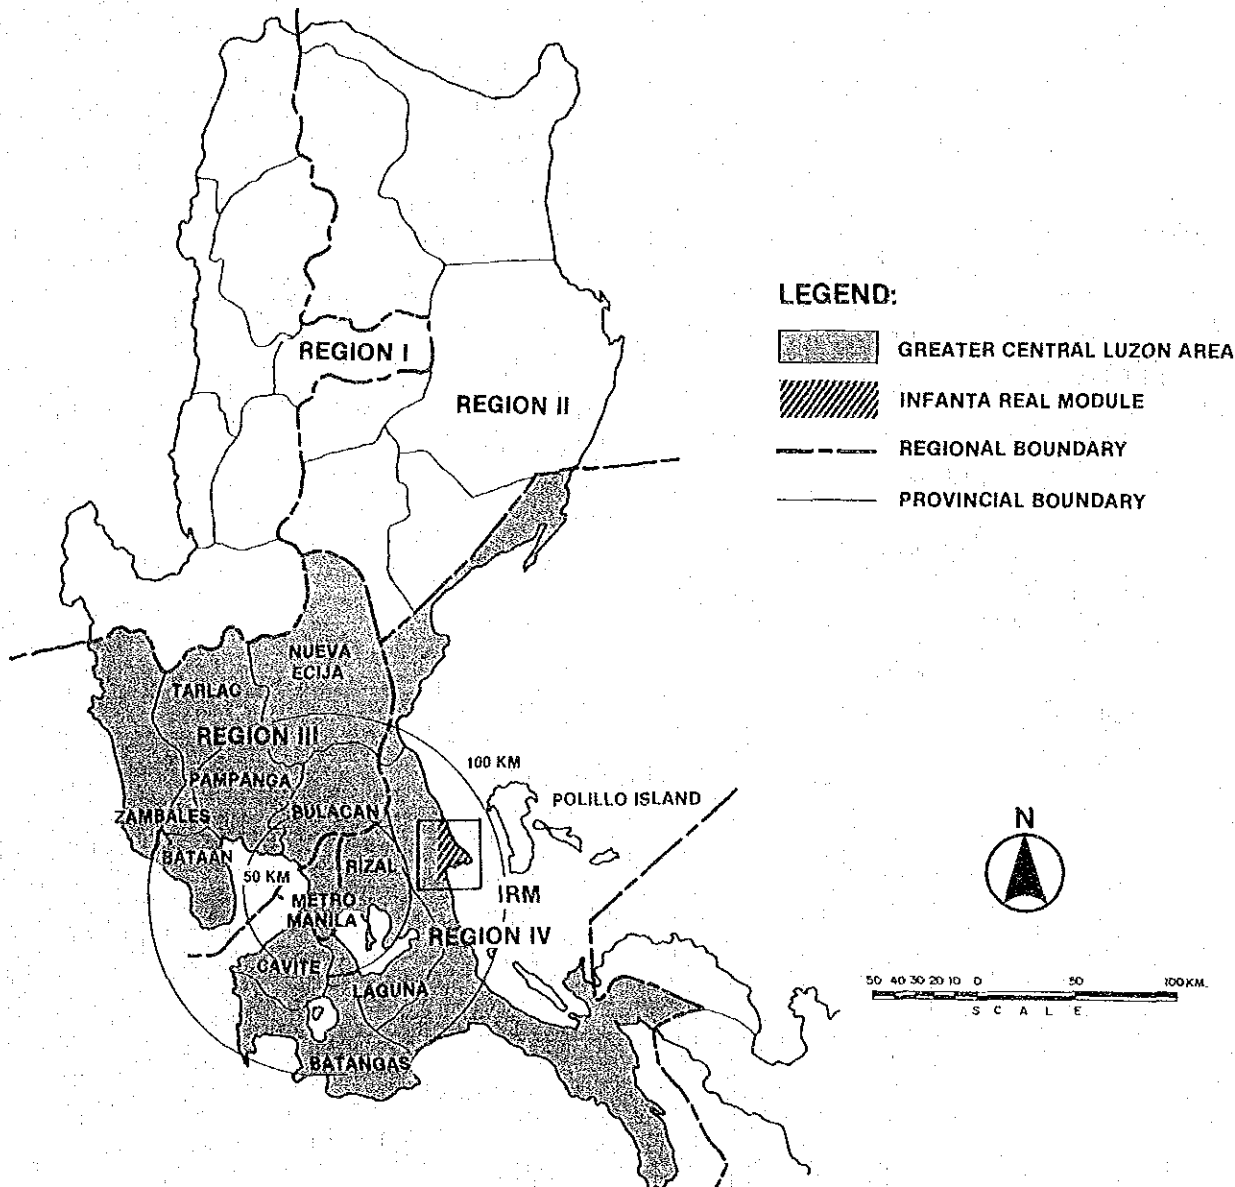 REGION I
REGION II
LEGEND:
GREATER CENTRAL LUZON AREA
INFANTA REAL MODULE
REGIONAL BOUNDARY
PROVINCIAL BOUNDARY
NUEVA
ECIJA
TARLAC
REGION III
PAMPANGA
ZAMBALES
BULACAN
BATAAN
RIZAL
50 KM
100 KM
POLILLO ISLAND
METRO
MANILA
IRM
REGION IV
CAVITE
LAGUNA
BATANGAS
N
50 40 30 20 10 0 50 100 KM.
SCALE